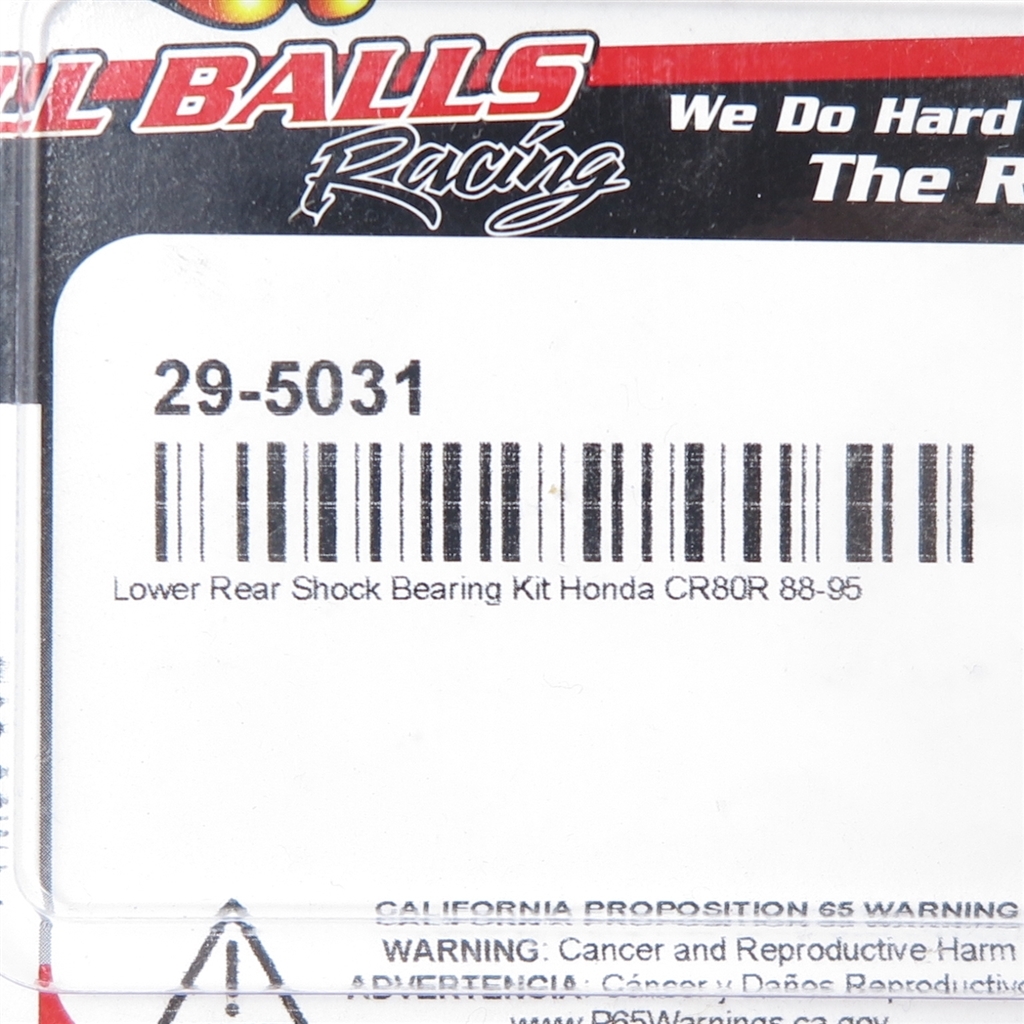 LL BALLS
Racing
We Do Hard
The R
29-5031
Lower Rear Shock Bearing Kit Honda CR80R 88-95
CALIFORNIA PROPOSITION 65 WARNING
WARNING: Cancer and Reproductive Harm
ADVERTENCIA: Cáncer y Daños Reproductivo
www.P65Warnings.ca.gov